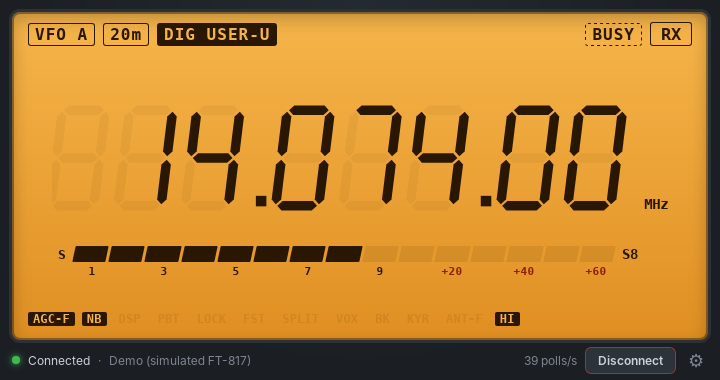 VFO A 20m DIG USER-U BUSY RX
14.074.00 MHz
S S8
1 3 5 7 9 +20 +40 +60
AGC-F NB DSP PBT LOCK FST SPLIT VOX BK KYR ANT-F HI
Connected · Demo (simulated FT-817) 39 polls/s Disconnect